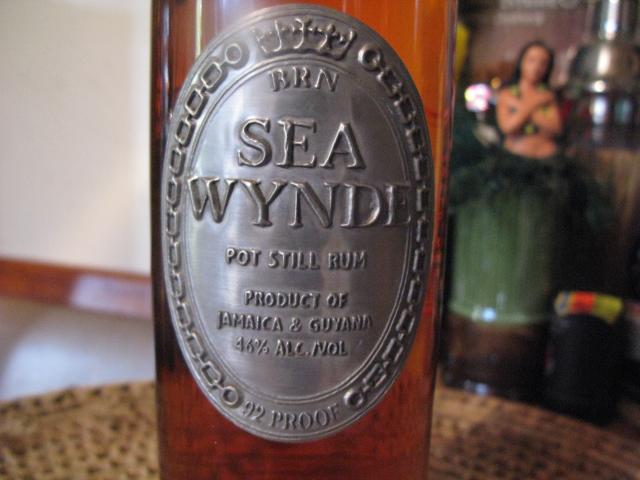 BRN
SEA
WYNDE
POT STILL RUM
PRODUCT OF
JAMAICA & GUYANA
46% ALC./VOL
92 PROOF